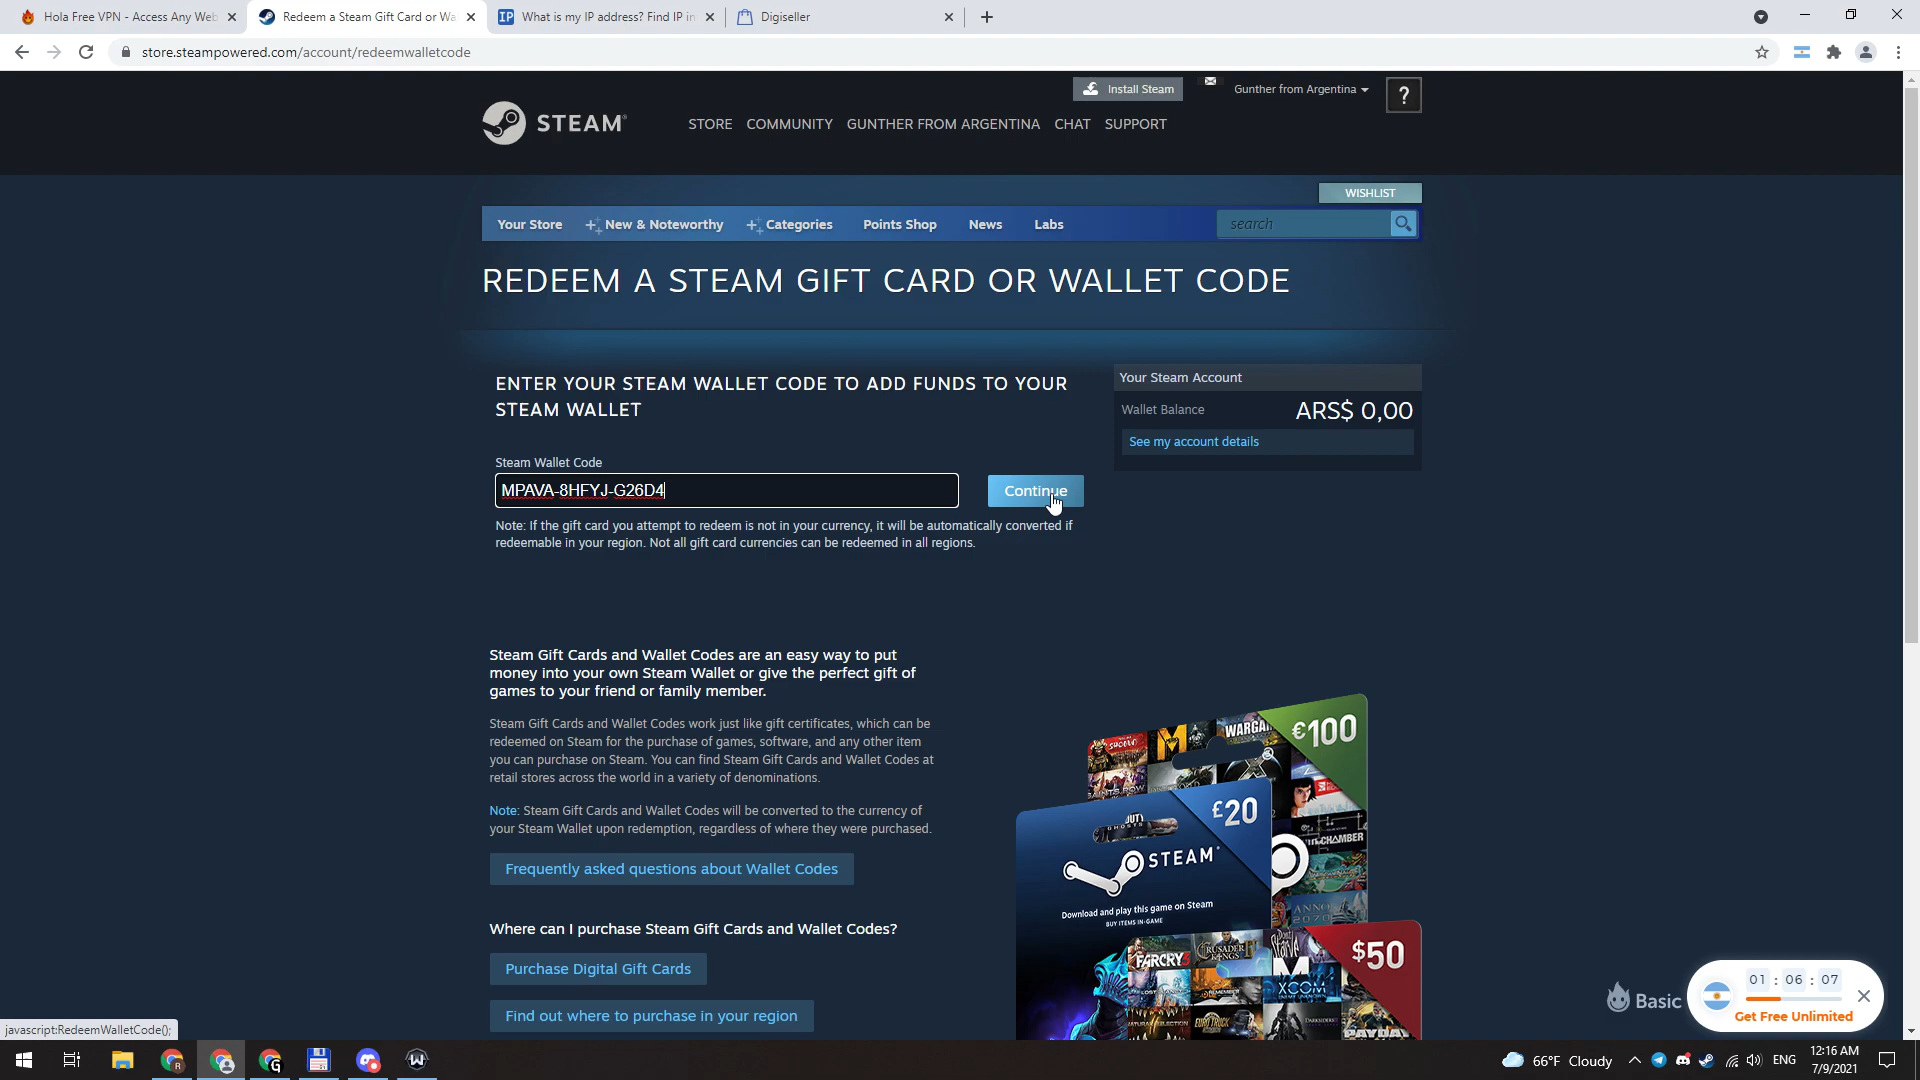 Hola Free VPN - Access Any Web
Redeem a Steam Gift Card or Wa
What is my IP address? Find IP in
Digiseller
store.steampowered.com/account/redeemwalletcode
Install Steam
Gunther from Argentina
?
STEAM
STORE COMMUNITY GUNTHER FROM ARGENTINA CHAT SUPPORT
WISHLIST
Your Store New & Noteworthy Categories Points Shop News Labs
search
REDEEM A STEAM GIFT CARD OR WALLET CODE
ENTER YOUR STEAM WALLET CODE TO ADD FUNDS TO YOUR
STEAM WALLET
Your Steam Account
Wallet Balance ARS$ 0,00
See my account details
Steam Wallet Code
MPAVA-8HFYJ-G26D4
Continue
Note: If the gift card you attempt to redeem is not in your currency, it will be automatically converted if
redeemable in your region. Not all gift card currencies can be redeemed in all regions.
Steam Gift Cards and Wallet Codes are an easy way to put
money into your own Steam Wallet or give the perfect gift of
games to your friend or family member.
Steam Gift Cards and Wallet Codes work just like gift certificates, which can be
redeemed on Steam for the purchase of games, software, and any other item
you can purchase on Steam. You can find Steam Gift Cards and Wallet Codes at
retail stores across the world in a variety of denominations.
Note: Steam Gift Cards and Wallet Codes will be converted to the currency of
your Steam Wallet upon redemption, regardless of where they were purchased.
Frequently asked questions about Wallet Codes
Where can I purchase Steam Gift Cards and Wallet Codes?
Purchase Digital Gift Cards
Find out where to purchase in your region
€100
£20
GHOSTS
STEAM
Download and play this game on Steam
BUY ITEMS IN-GAME
ANNO
2070
$50
FARCRY3
CRUSADER
KINGS II
XCOM
EURO TRUCK
PAYDAY
Basic
01 : 06 : 07
Get Free Unlimited
javascript:RedeemWalletCode();
66°F Cloudy
ENG
12:16 AM
7/9/2021